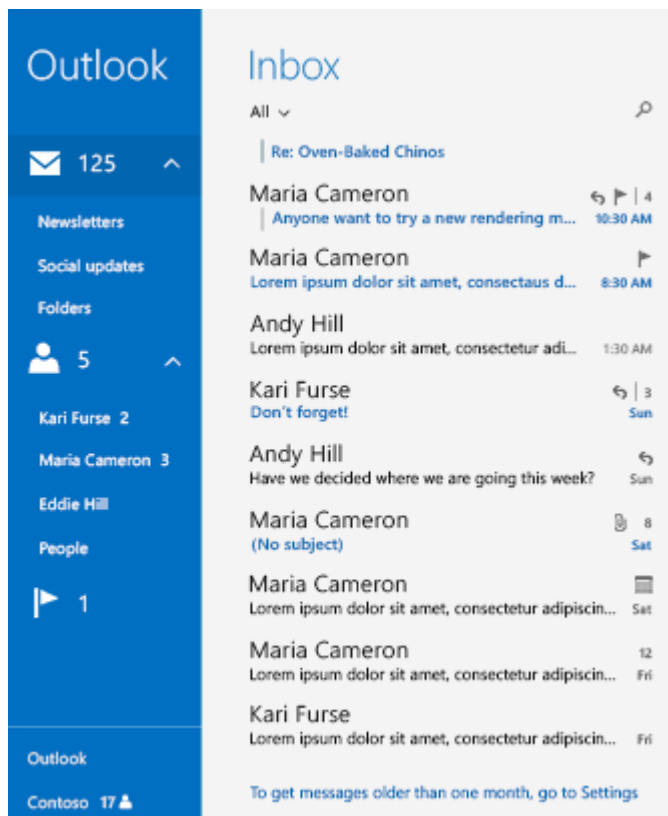 Outlook
125
Newsletters
Social updates
Folders
5
Kari Furse 2
Maria Cameron 3
Eddie Hill
People
1
Outlook
Contoso 17
Inbox
All
Re: Oven-Baked Chinos
Maria Cameron 4
Anyone want to try a new rendering m... 10:30 AM
Maria Cameron
Lorem ipsum dolor sit amet, consectaus d... 8:30 AM
Andy Hill
Lorem ipsum dolor sit amet, consectetur adi... 1:30 AM
Kari Furse 3
Don't forget! Sun
Andy Hill
Have we decided where we are going this week? Sun
Maria Cameron 8
(No subject) Sat
Maria Cameron
Lorem ipsum dolor sit amet, consectetur adipiscin... Sat
Maria Cameron 12
Lorem ipsum dolor sit amet, consectetur adipiscin... Fri
Kari Furse
Lorem ipsum dolor sit amet, consectetur adipiscin... Fri
To get messages older than one month, go to Settings